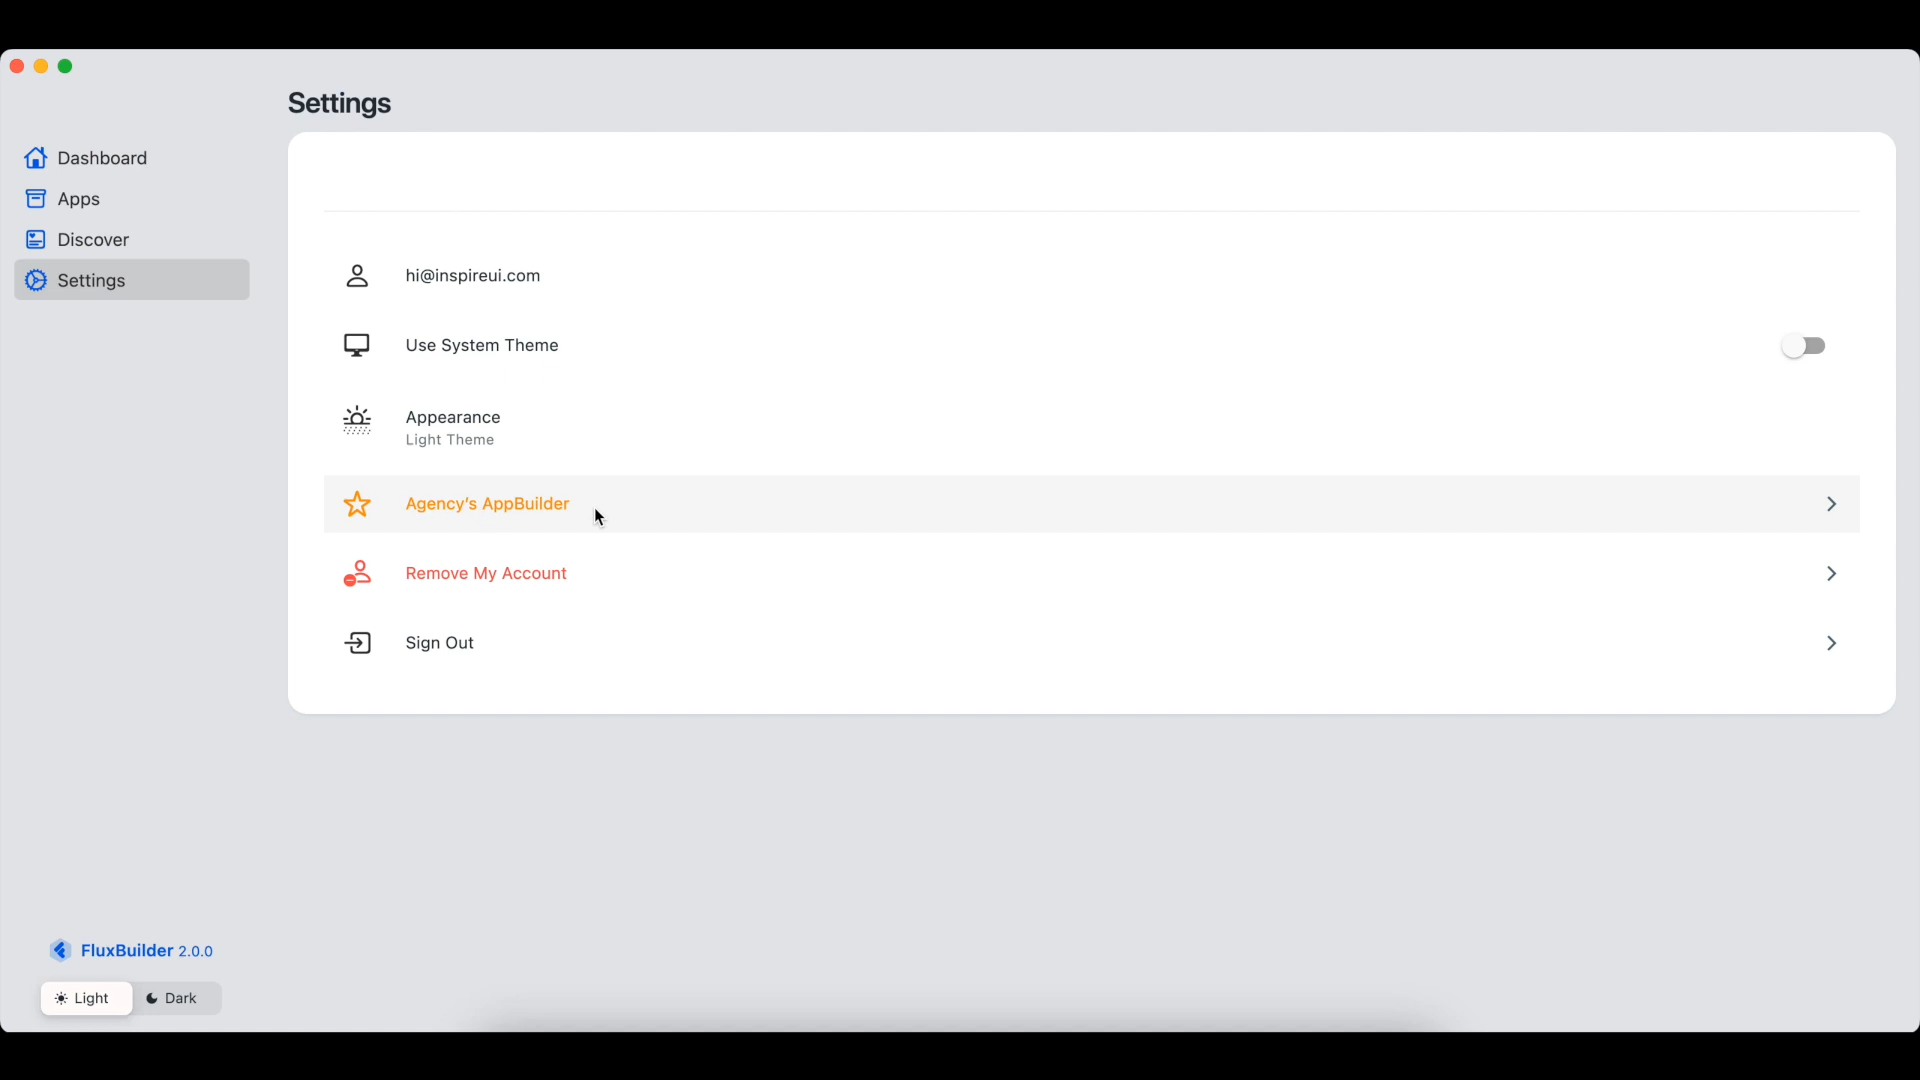 Settings
Dashboard
Apps
Discover
Settings
hi@inspireui.com
Use System Theme
Appearance
Light Theme
Agency's AppBuilder
Remove My Account
Sign Out
FluxBuilder 2.0.0
Light
Dark